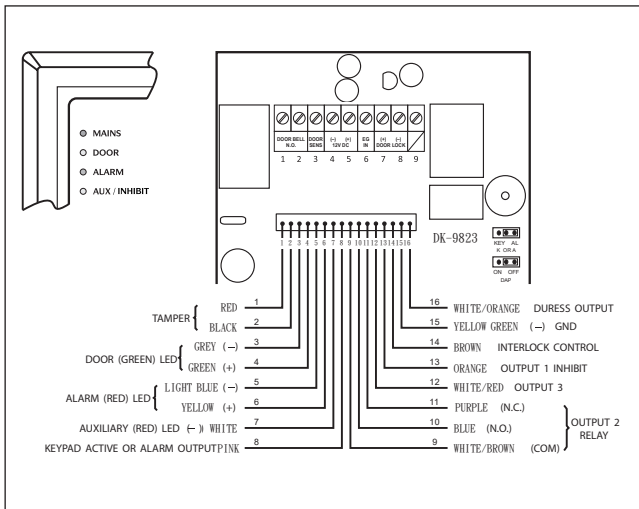 MAINS
DOOR
ALARM
AUX / INHIBIT
DOOR BELL N.O.
DOOR SENS
(−) (+)
12V DC
EG IN
(+) (−)
DOOR LOCK
1 2 3 4 5 6 7 8 9
DK-9823
KEY AL
K OR A
ON OFF
DAP
1 2 3 4 5 6 7 8 9 10 11 12 13 14 15 16
TAMPER
RED 1
BLACK 2
DOOR (GREEN) LED
GREY (−) 3
GREEN (+) 4
ALARM (RED) LED
LIGHT BLUE (−) 5
YELLOW (+) 6
AUXILIARY (RED) LED (−)) WHITE 7
KEYPAD ACTIVE OR ALARM OUTPUT PINK 8
16 WHITE/ORANGE DURESS OUTPUT
15 YELLOW GREEN (−) GND
14 BROWN INTERLOCK CONTROL
13 ORANGE OUTPUT 1 INHIBIT
12 WHITE/RED OUTPUT 3
11 PURPLE (N.C.)
10 BLUE (N.O.)
9 WHITE/BROWN (COM)
OUTPUT 2
RELAY